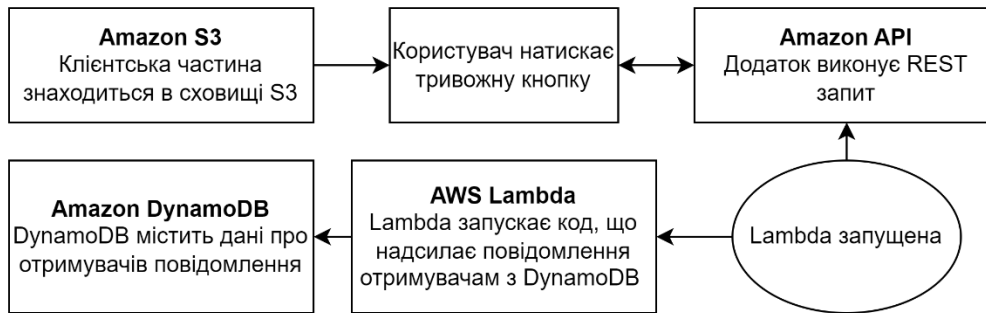 Amazon S3
Клієнтська частина
знаходиться в сховищі S3
Користувач натискає
тривожну кнопку
Amazon API
Додаток виконує REST
запит
Amazon DynamoDB
DynamoDB містить дані про
отримувачів повідомлення
AWS Lambda
Lambda запускає код, що
надсилає повідомлення
отримувачам з DynamoDB
Lambda запущена